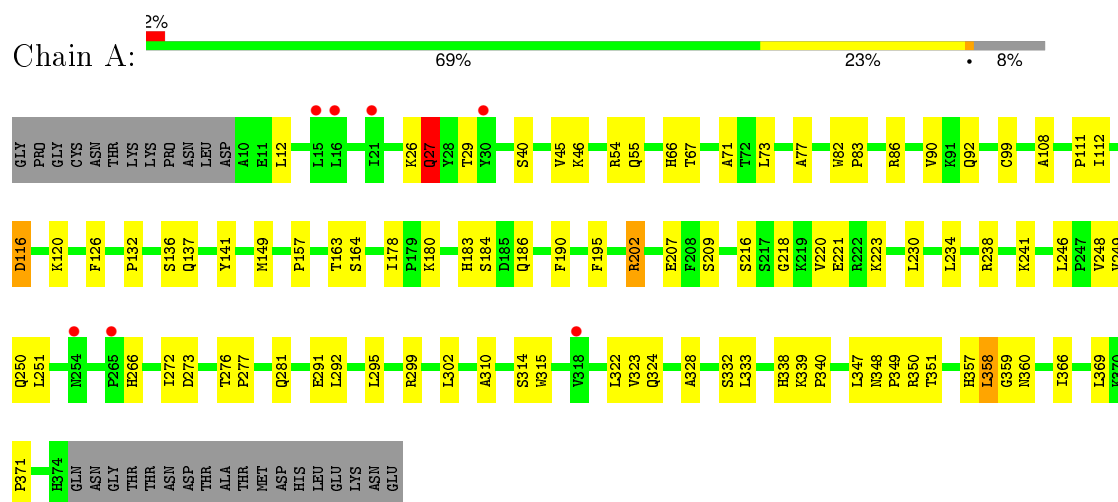 2%
Chain A:
69% 23% • 8%
GLY PRO GLY CYS ASN THR LYS LYS PRO ASN LEU ASP A10 E11 L12 L15 L16 I21 K26 Q27 Y28 T29 Y30 S40 V45 K46 R54 Q55 H66 T67 A71 T72 L73 A77 W82 P83 R86 V90 K91 Q92 C99 A108 P111 I112
D116 K120 F126 P132 S136 Q137 Y141 M149 P157 T163 S164 I178 P179 K180 H183 S184 D185 Q186 F190 F195 R202 E207 F208 S209 S216 S217 G218 K219 V220 E221 R222 K223 L230 L234 R238 K241 L246 P247 V248
Q250 L251 N254 P265 H266 I272 D273 T276 P277 Q281 E291 L292 L295 R299 L302 A310 S314 W315 V318 L322 V323 Q324 A328 S332 L333 H338 K339 P340 L347 N348 P349 R350 T351 H357 L358 G359 N360 I366 L369
P371 H374 GLN ASN ASN GLY THR THR ASN ASP THR ALA THR MET ASP HIS LEU GLU LYS ASN GLU